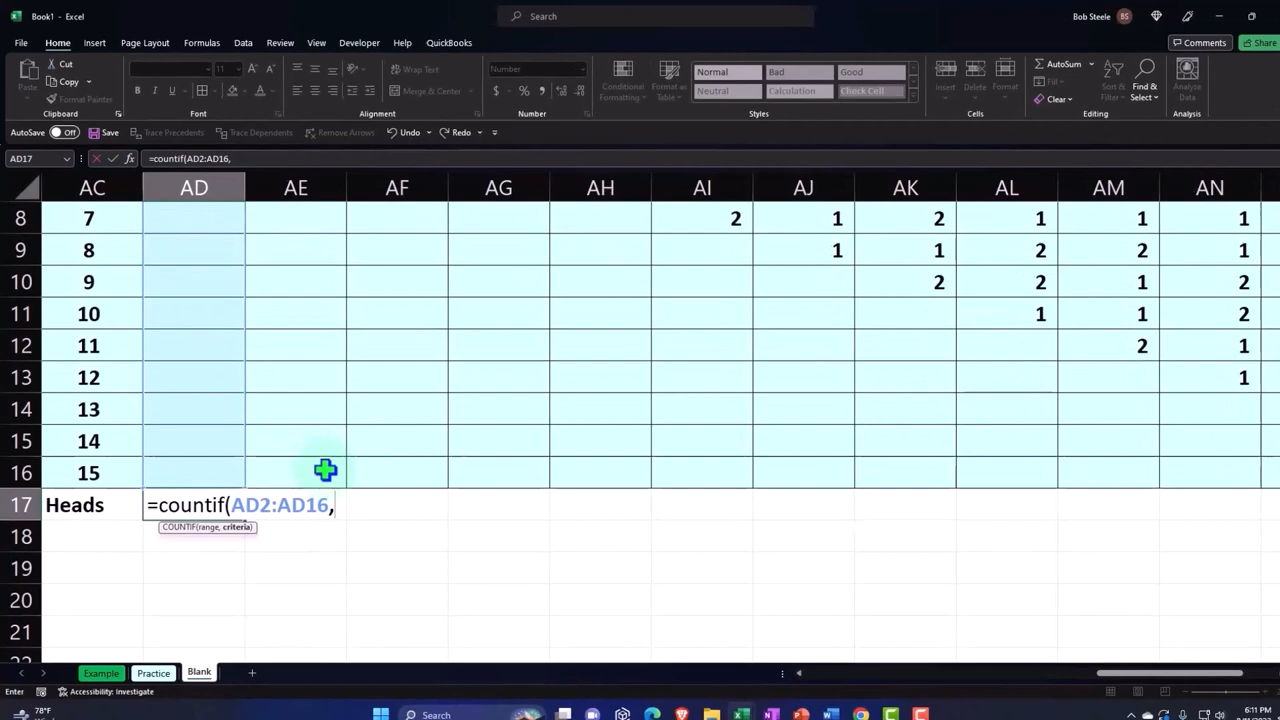 Book1 - Excel
Search
Bob Steele BS
File Home Insert Page Layout Formulas Data Review View Developer Help QuickBooks
Comments Share
Cut Copy Format Painter Paste
Clipboard
11
Font
Wrap Text
Merge & Center
Alignment
Number
Number
Conditional Formatting Format as Table
Normal Bad Good
Neutral Calculation Check Cell
Styles
Insert Delete Format
Cells
AutoSum
Fill
Clear
Sort & Filter Find & Select
Editing
Analyze Data
Analysis
AutoSave Off Save Trace Precedents Trace Dependents Remove Arrows Undo Redo
AD17 fx =countif(AD2:AD16,
AC AD AE AF AG AH AI AJ AK AL AM AN
8 7 2 1 2 1 1 1
9 8 1 1 2 2 1
10 9 2 2 1 2
11 10 1 1 2
12 11 2 1
13 12 1
14 13
15 14
16 15
17 Heads =countif(AD2:AD16,
COUNTIF(range, criteria)
18
19
20
21
Example Practice Blank
Enter Accessibility: Investigate
78°F
Search
6:11 PM